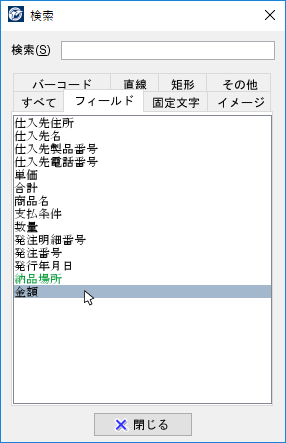 検索
検索(S)
バーコード 直線 矩形 その他
すべて フィールド 固定文字 イメージ
仕入先住所
仕入先名
仕入先製品番号
仕入先電話番号
単価
合計
商品名
支払条件
数量
発注明細番号
発注番号
発行年月日
納品場所
金額
閉じる